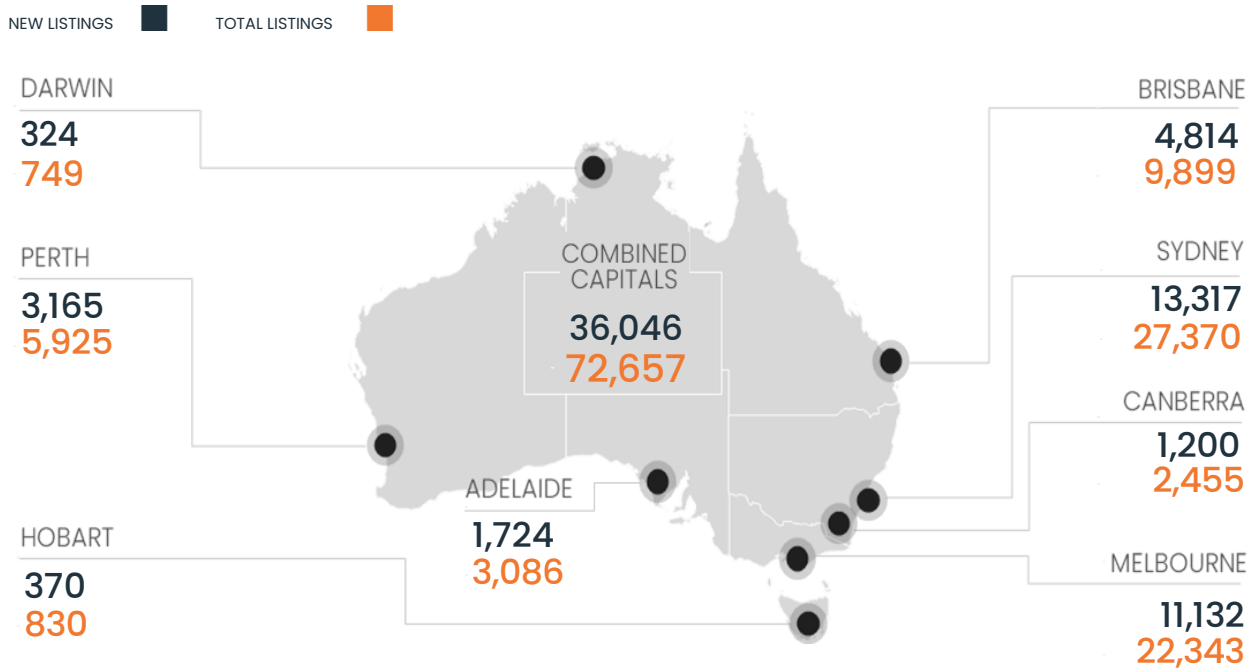 NEW LISTINGS
TOTAL LISTINGS
DARWIN
324
749
PERTH
3,165
5,925
HOBART
370
830
ADELAIDE
1,724
3,086
COMBINED
CAPITALS
36,046
72,657
BRISBANE
4,814
9,899
SYDNEY
13,317
27,370
CANBERRA
1,200
2,455
MELBOURNE
11,132
22,343